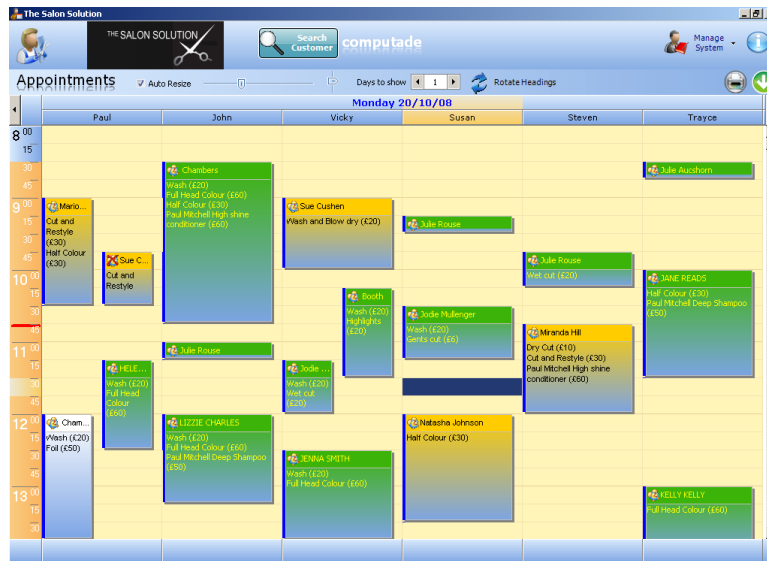 The Salon Solution
THE SALON SOLUTION
Search
Customer
computade
Manage
System
Appointments
Auto Resize
Days to show
1
Rotate Headings
Monday 20/10/08
Paul
John
Vicky
Susan
Steven
Trayce
8 00
15
30
45
9 00
15
30
45
10 00
15
30
45
11 00
15
30
45
12 00
15
30
45
13 00
15
30
Mario...
Cut and
Restyle
(£30)
Half Colour
(£30)
Sue C...
Cut and
Restyle
HELE...
Wash (£20)
Full Head
Colour
(£60)
Cham...
Wash (£20)
Foil (£50)
Chambers
Wash (£20)
Full Head Colour (£60)
Half Colour (£30)
Paul Mitchell High shine
conditioner (£60)
Julie Rouse
LIZZIE CHARLES
Wash (£20)
Full Head Colour (£60)
Paul Mitchell Deep Shampoo
(£50)
Sue Cushen
Wash and Blow dry (£20)
Booth
Wash (£20)
Highlights
(£20)
Jodie ...
Wash (£20)
Wet cut
(£20)
JENNA SMITH
Wash (£20)
Full Head Colour (£60)
Julie Rouse
Jodie Mullenger
Wash (£20)
Gents cut (£6)
Natasha Johnson
Half Colour (£30)
Julie Rouse
Wet cut (£20)
Miranda Hill
Dry Cut (£10)
Cut and Restyle (£30)
Paul Mitchell High shine
conditioner (£60)
Julie Aucshorn
JANE READS
Half Colour (£30)
Paul Mitchell Deep Shampoo
(£50)
KELLY KELLY
Full Head Colour (£60)